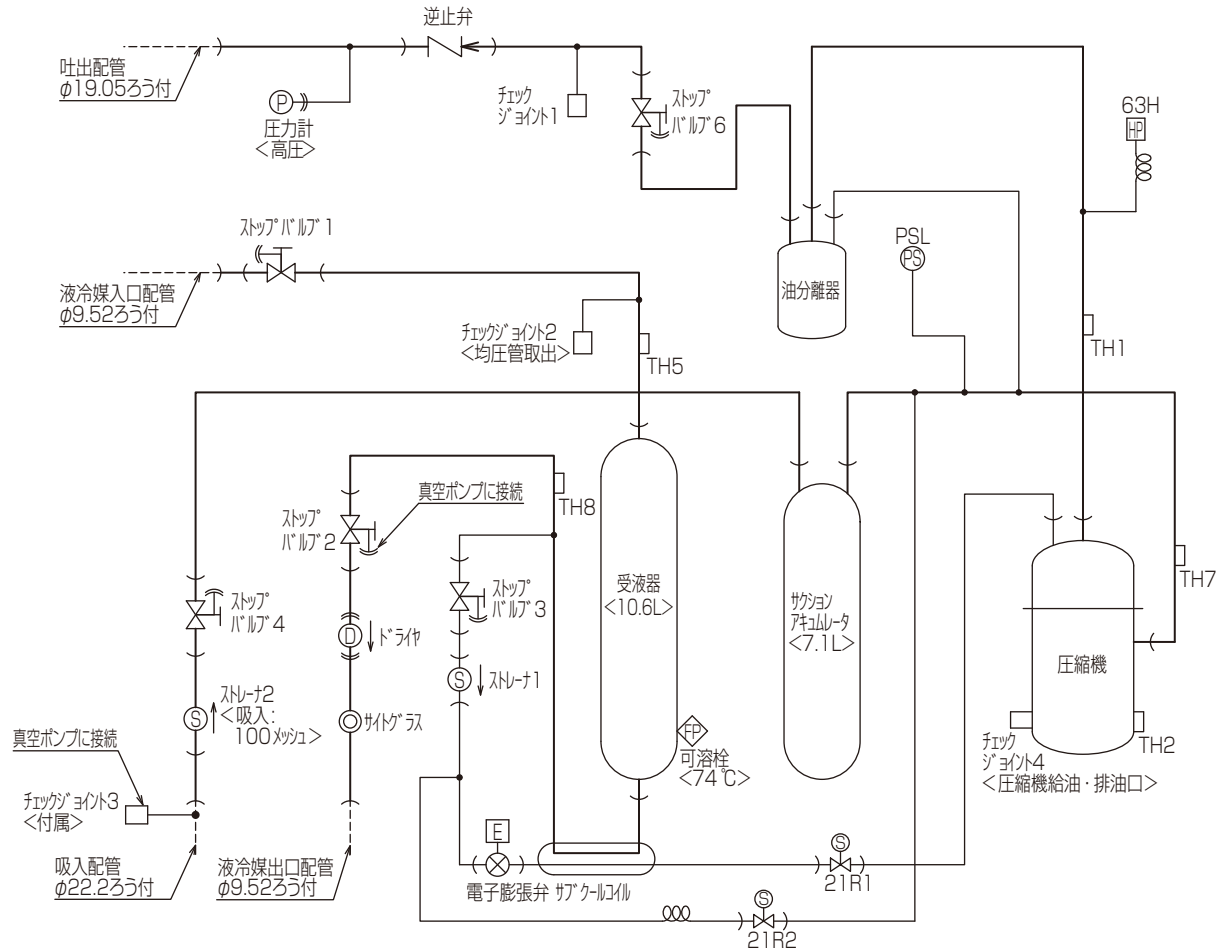 逆止弁
吐出配管
φ19.05ろう付
P
圧力計
<高圧>
チェック
ジョイント1
ストップ
バルブ6
63H
HP
ストップバルブ1
液冷媒入口配管
φ9.52ろう付
チェックジョイント2
<均圧管取出>
TH5
油分離器
PSL
PS
TH1
真空ポンプに接続
TH8
ストップ
バルブ2
ストップ
バルブ3
ストップ
バルブ4
受液器
<10.6L>
サクション
アキュムレータ
<7.1L>
TH7
圧縮機
D
ドライヤ
S
ストレーナ1
S
ストレーナ2
<吸入:
100メッシュ>
サイトグラス
FP
可溶栓
<74℃>
TH2
チェック
ジョイント4
<圧縮機給油・排油口>
真空ポンプに接続
チェックジョイント3
<付属>
吸入配管
φ22.2ろう付
液冷媒出口配管
φ9.52ろう付
E
電子膨張弁
サブクールコイル
S
21R1
S
21R2